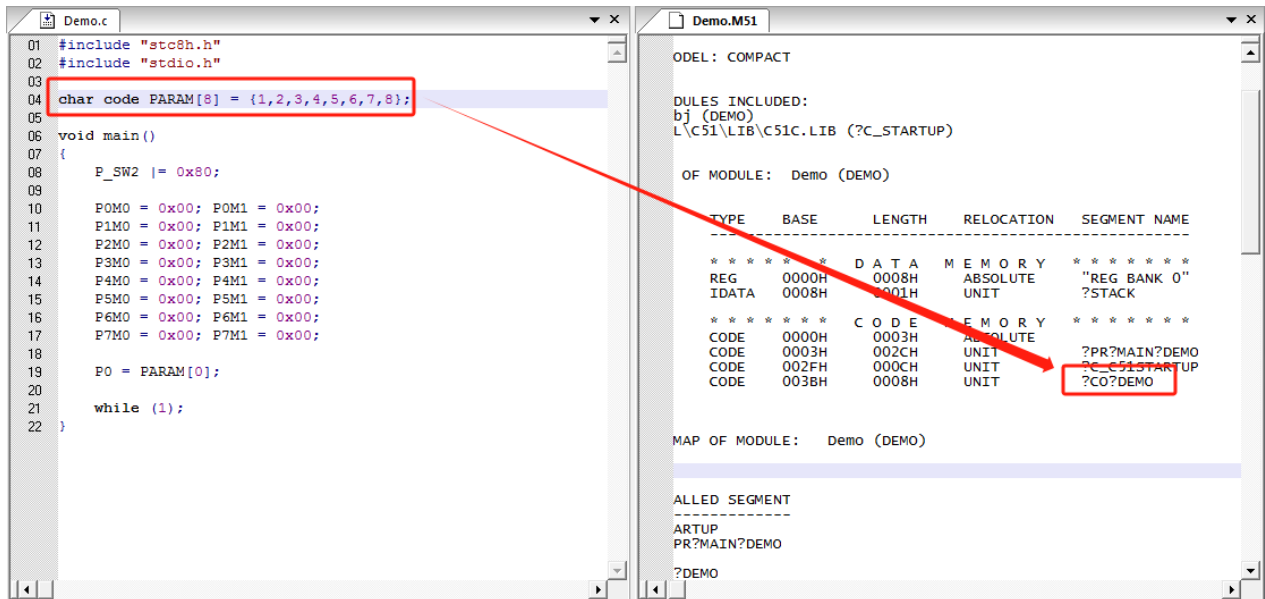 Demo.c
01 #include "stc8h.h"
02 #include "stdio.h"
03
04 char code PARAM[8] = {1,2,3,4,5,6,7,8};
05
06 void main()
07 {
08     P_SW2 |= 0x80;
09
10     P0M0 = 0x00; P0M1 = 0x00;
11     P1M0 = 0x00; P1M1 = 0x00;
12     P2M0 = 0x00; P2M1 = 0x00;
13     P3M0 = 0x00; P3M1 = 0x00;
14     P4M0 = 0x00; P4M1 = 0x00;
15     P5M0 = 0x00; P5M1 = 0x00;
16     P6M0 = 0x00; P6M1 = 0x00;
17     P7M0 = 0x00; P7M1 = 0x00;
18
19     P0 = PARAM[0];
20
21     while (1);
22 }
Demo.M51
ODEL: COMPACT
DULES INCLUDED:
bj (DEMO)
L\C51\LIB\C51C.LIB (?C_STARTUP)
OF MODULE:  Demo (DEMO)
TYPE    BASE      LENGTH    RELOCATION   SEGMENT NAME
-----------------------------------------------------
* * * * * * *   D A T A   M E M O R Y   * * * * * * *
REG     0000H     0008H     ABSOLUTE     "REG BANK 0"
IDATA   0008H     0001H     UNIT         ?STACK
* * * * * * *   C O D E   M E M O R Y   * * * * * * *
CODE    0000H     0003H     ABSOLUTE
CODE    0003H     002CH     UNIT         ?PR?MAIN?DEMO
CODE    002FH     000CH     UNIT         ?C_C51STARTUP
CODE    003BH     0008H     UNIT         ?CO?DEMO
MAP OF MODULE:   Demo (DEMO)
ALLED SEGMENT
-------------
ARTUP
PR?MAIN?DEMO
?DEMO